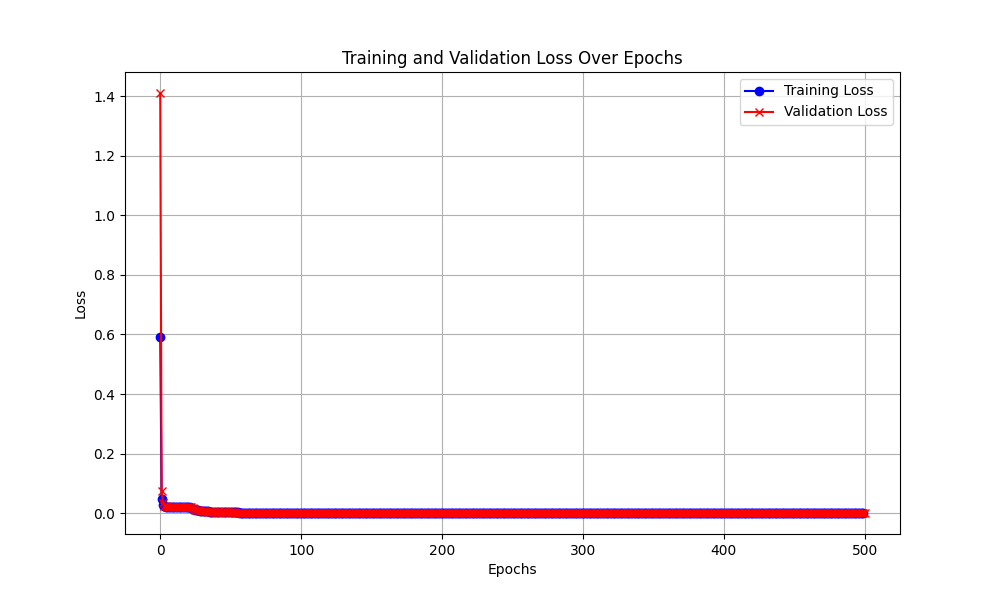 Training and Validation Loss Over Epochs
Training Loss
Validation Loss
1.4
1.2
1.0
0.8
0.6
0.4
0.2
0.0
Loss
0 100 200 300 400 500
Epochs